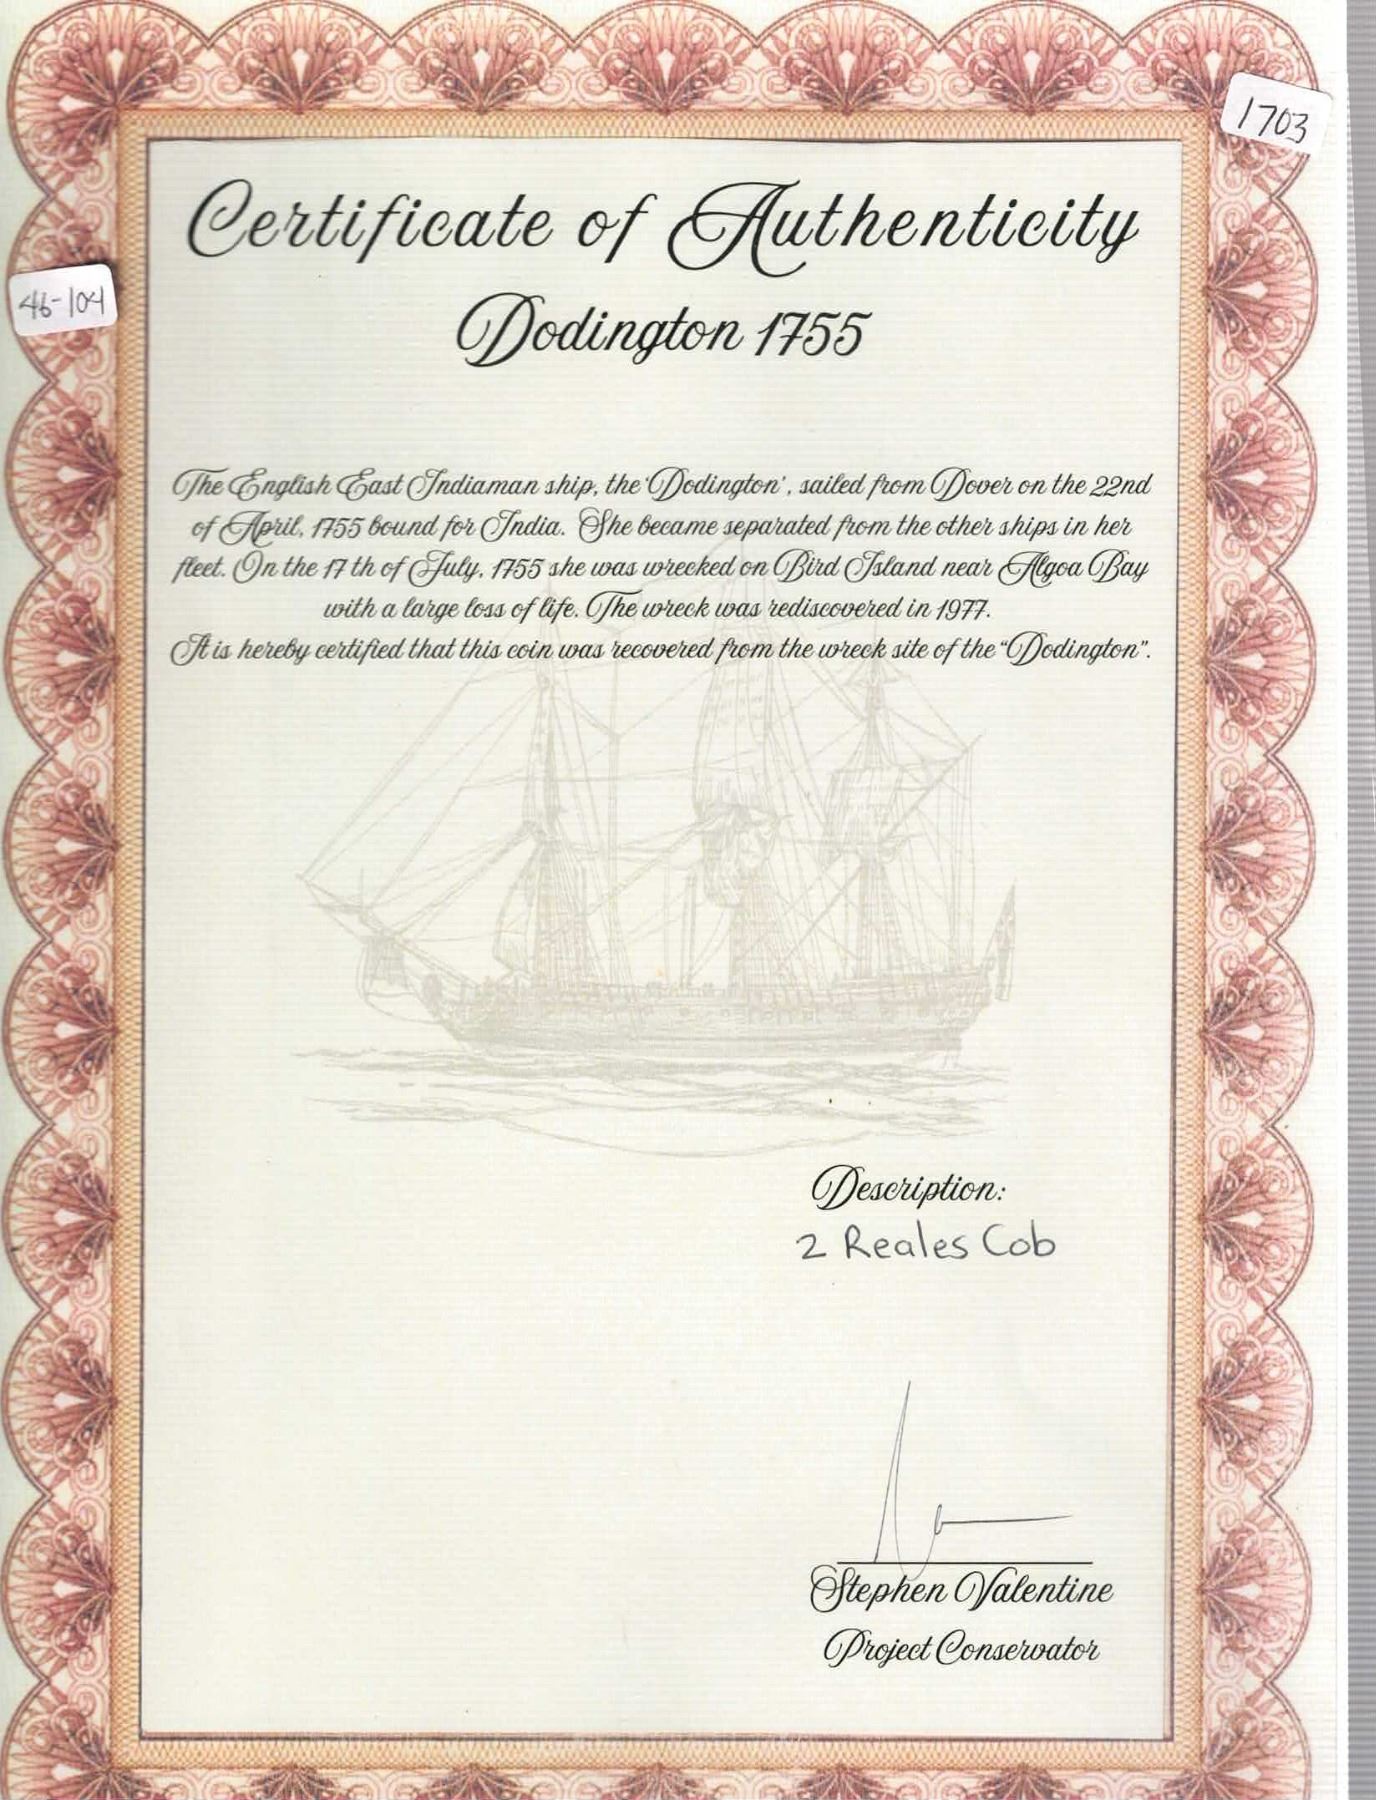 1703
Certificate of Authenticity
46-104
Dodington 1755
The English East Indiaman ship, the 'Dodington', sailed from Dover on the 22nd
of April, 1755 bound for India. She became separated from the other ships in her
fleet. On the 17 th of July, 1755 she was wrecked on Bird Island near Algoa Bay
with a large loss of life. The wreck was rediscovered in 1977.
It is hereby certified that this coin was recovered from the wreck site of the "Dodington".
Description:
2 Reales Cob
Stephen Valentine
Project Conservator